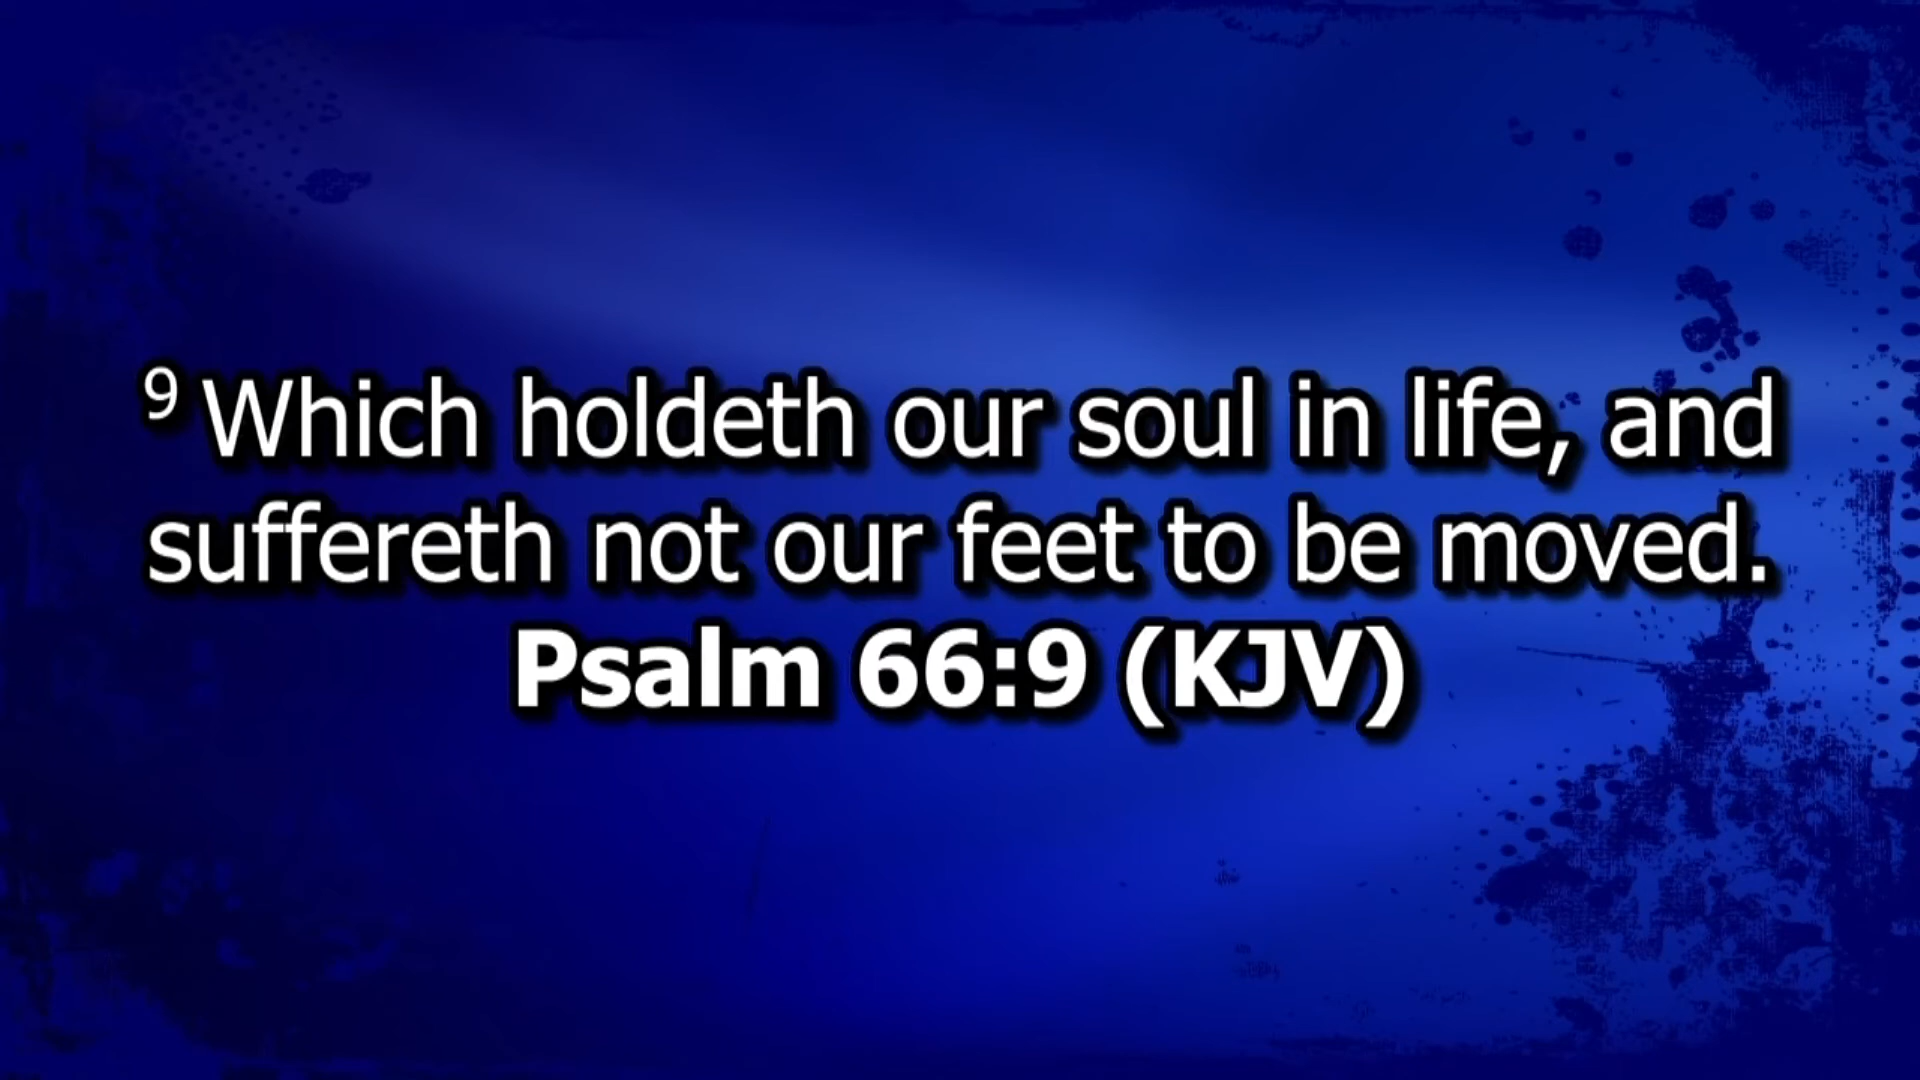 9 Which holdeth our soul in life, and
suffereth not our feet to be moved.
Psalm 66:9 (KJV)